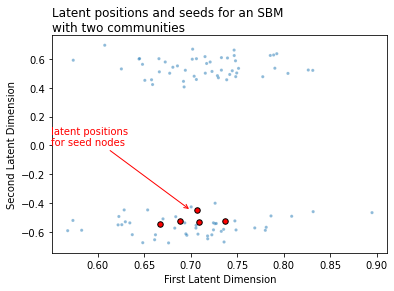 Latent positions and seeds for an SBM
with two communities
Second Latent Dimension
0.6
0.4
0.2
0.0
−0.2
−0.4
−0.6
latent positions
for seed nodes
0.60
0.65
0.70
0.75
0.80
0.85
0.90
First Latent Dimension